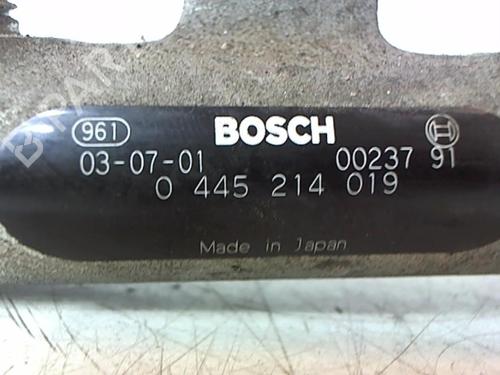 961 BOSCH
03-07-01 00237 91
0 445 214 019
Made in Japan